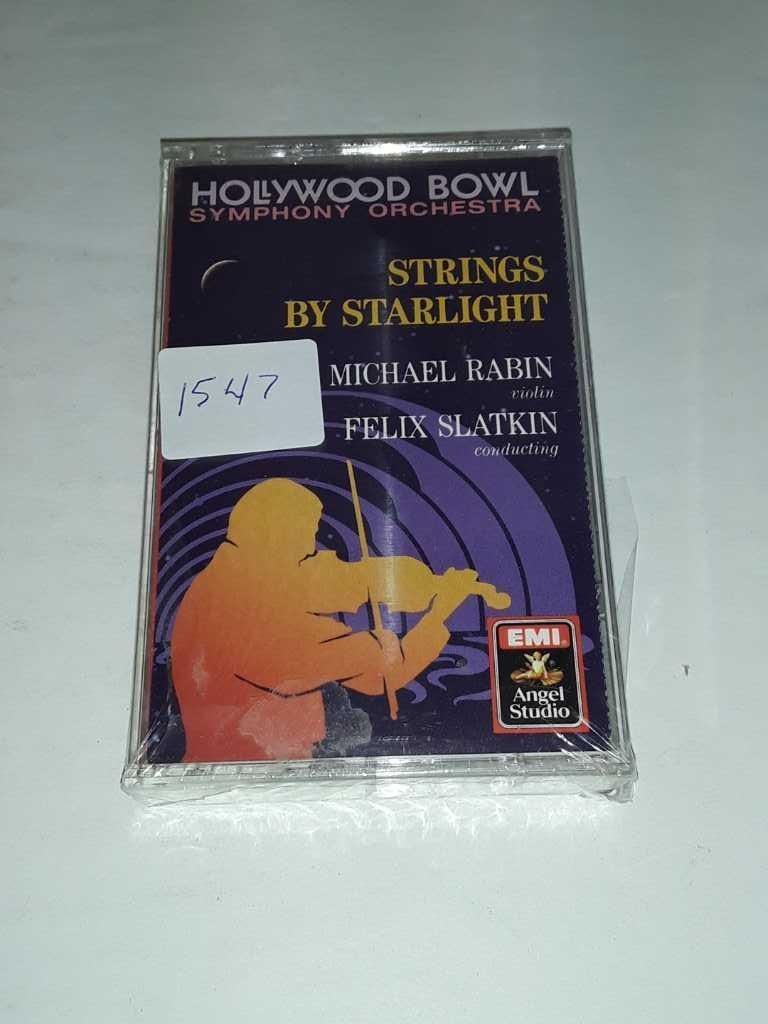 HOLLYWOOD BOWL
SYMPHONY ORCHESTRA
STRINGS
BY STARLIGHT
1547
MICHAEL RABIN
violin
FELIX SLATKIN
conducting
EMI
Angel
Studio